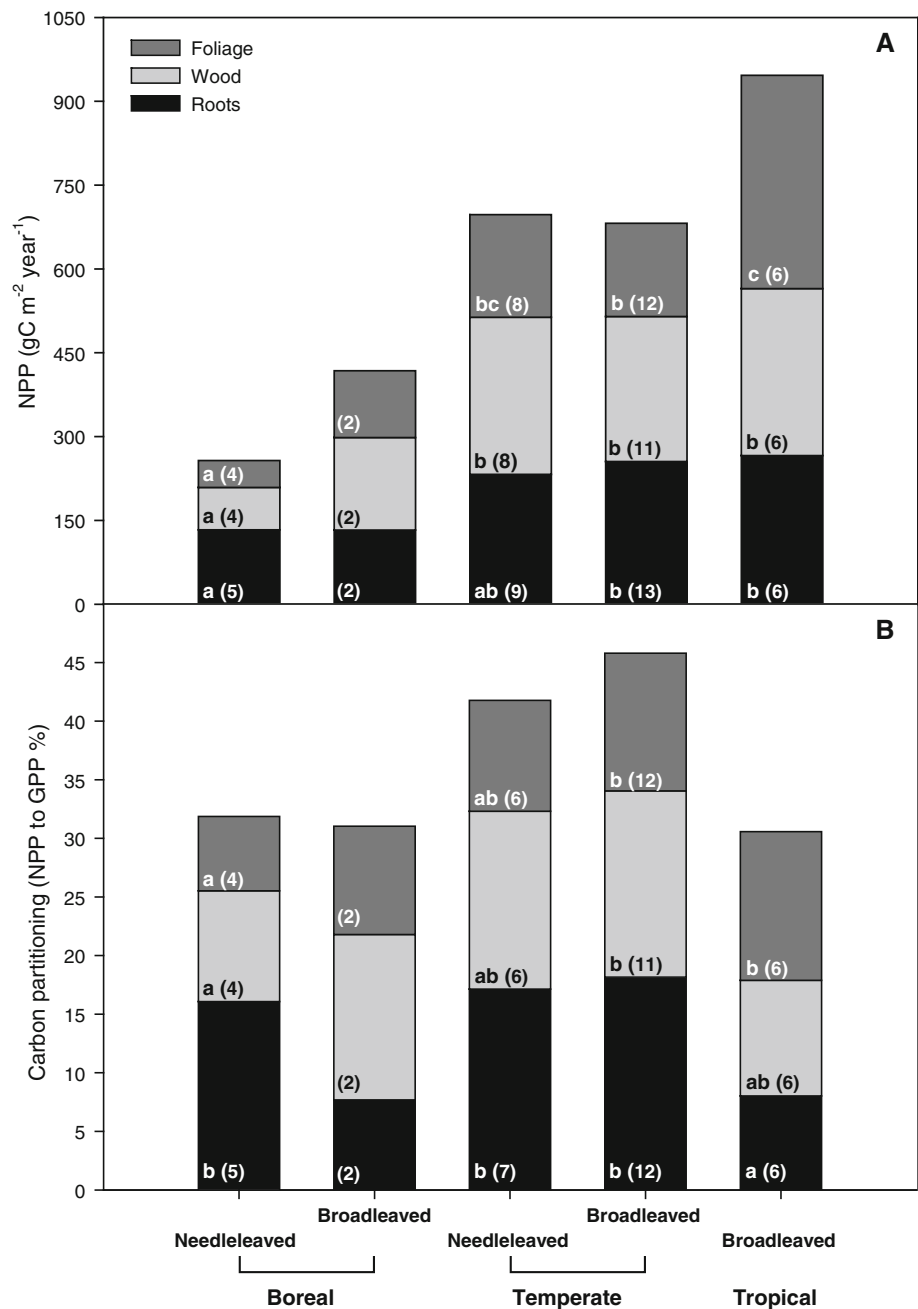 1050
A
Foliage
Wood
Roots
900
750
600
450
300
150
0
NPP (gC m-2 year-1)
c (6)
bc (8)
b (12)
(2)
b (8)
b (11)
b (6)
a (4)
a (4)
(2)
a (5)
(2)
ab (9)
b (13)
b (6)
B
45
40
35
30
25
20
15
10
5
0
Carbon partitioning (NPP to GPP %)
ab (6)
b (12)
a (4)
(2)
b (6)
a (4)
ab (6)
b (11)
(2)
ab (6)
b (5)
(2)
b (7)
b (12)
a (6)
Broadleaved
Broadleaved
Needleleaved
Needleleaved
Broadleaved
Boreal
Temperate
Tropical